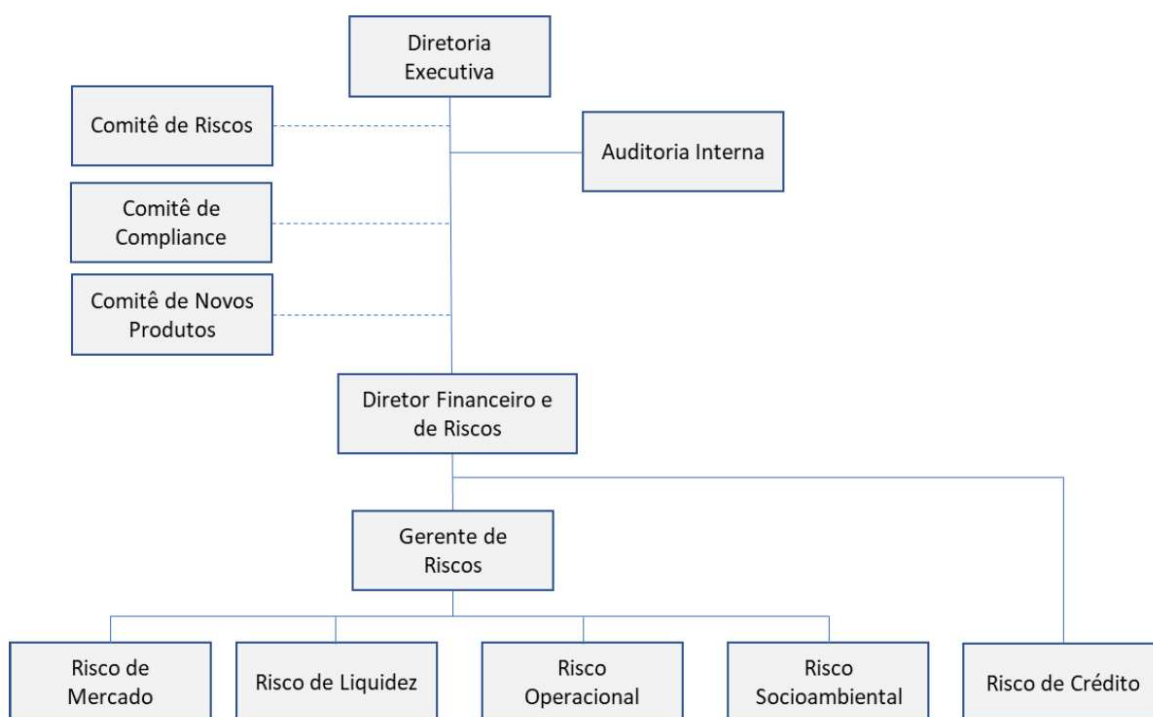 Diretoria
Executiva
Comitê de Riscos
Auditoria Interna
Comitê de
Compliance
Comitê de Novos
Produtos
Diretor Financeiro e
de Riscos
Gerente de
Riscos
Risco de
Mercado
Risco de Liquidez
Risco
Operacional
Risco
Socioambiental
Risco de Crédito